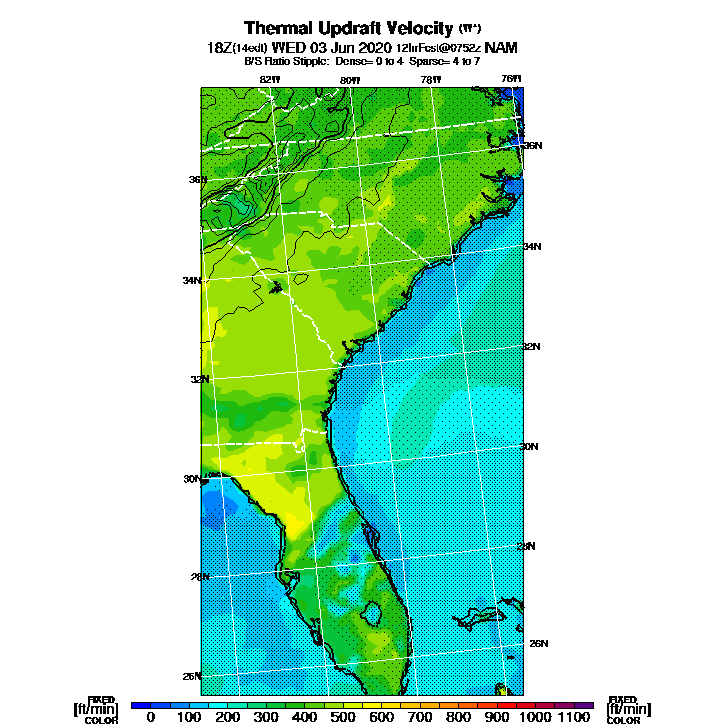 Thermal Updraft Velocity (W*)
18Z(14edt) WED 03 Jun 2020 12hrFcst@0752z NAM
B/S Ratio Stipple: Dense= 0 to 4 Sparse= 4 to 7
82W 80W 78W 76W
36N
36N
34N
34N
32N
32N
30N
30N
28N
28N
26N
26N
FIXED [ft/min] COLOR
0 100 200 300 400 500 600 700 800 900 1000 1100
FIXED [ft/min] COLOR